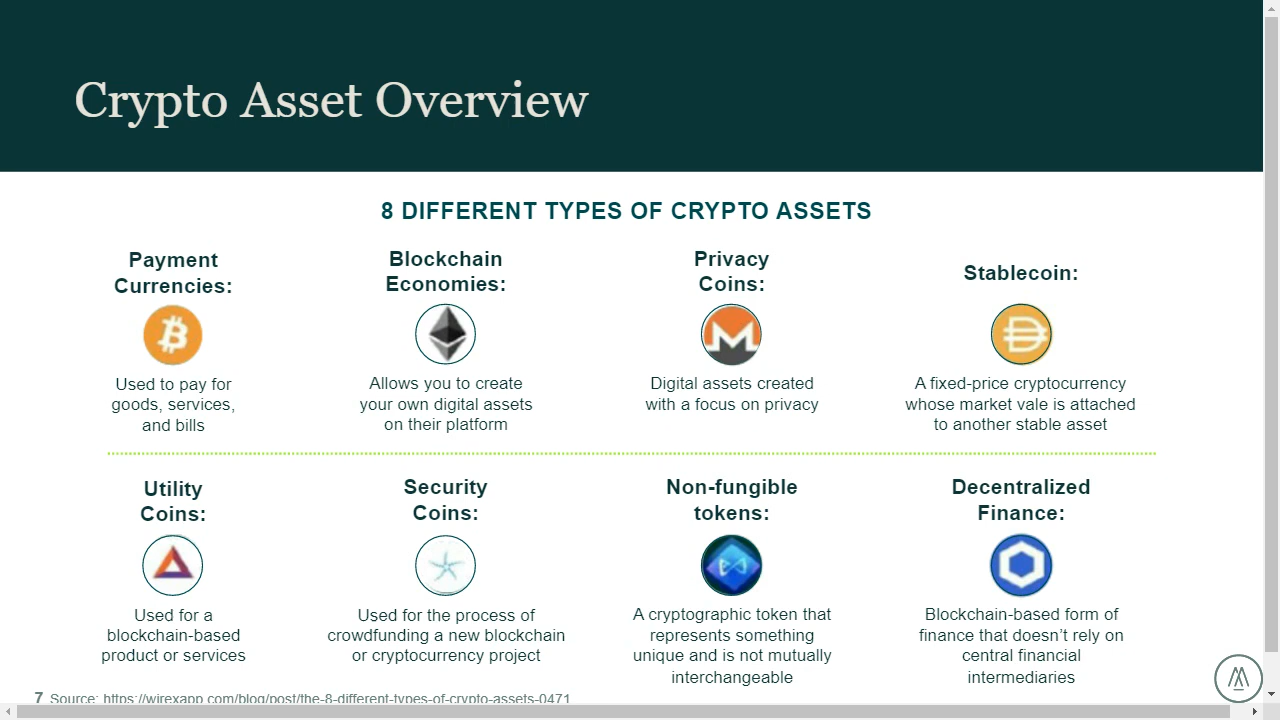 Crypto Asset Overview
8 DIFFERENT TYPES OF CRYPTO ASSETS
Payment
Currencies:
Used to pay for
goods, services,
and bills
Blockchain
Economies:
Allows you to create
your own digital assets
on their platform
Privacy
Coins:
Digital assets created
with a focus on privacy
Stablecoin:
A fixed-price cryptocurrency
whose market vale is attached
to another stable asset
Utility
Coins:
Used for a
blockchain-based
product or services
Security
Coins:
Used for the process of
crowdfunding a new blockchain
or cryptocurrency project
Non-fungible
tokens:
A cryptographic token that
represents something
unique and is not mutually
interchangeable
Decentralized
Finance:
Blockchain-based form of
finance that doesn’t rely on
central financial
intermediaries
7 Source: https://wirexapp.com/blog/post/the-8-different-types-of-crypto-assets-0471